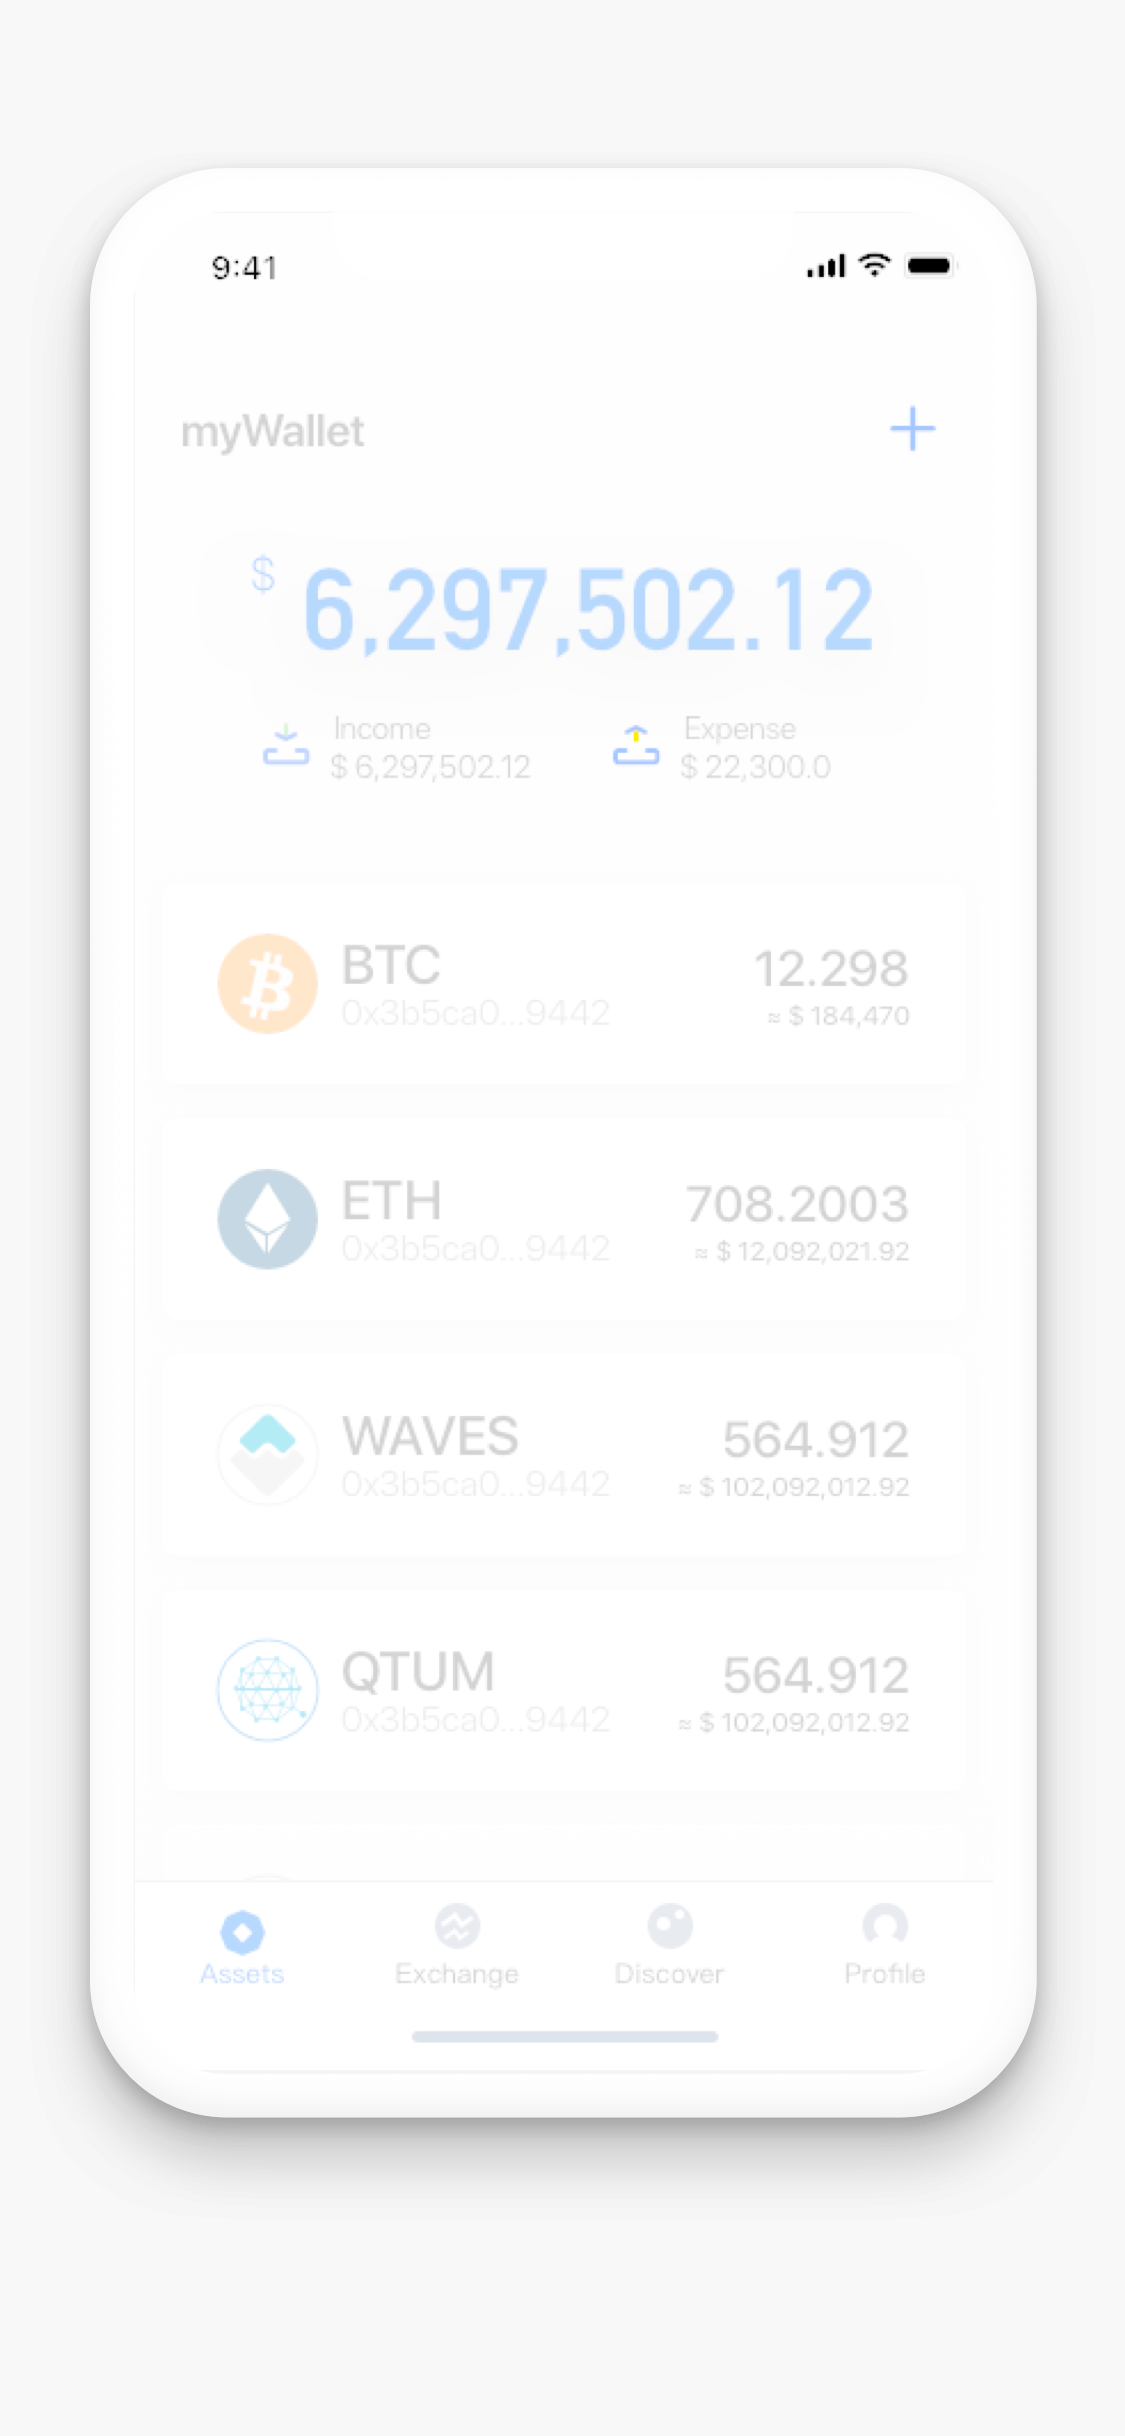 9:41
myWallet
$ 6,297,502.12
Income
$ 6,297,502.12
Expense
$ 22,300.0
BTC
0x3b5ca0...9442
12.298
≈ $ 184,470
ETH
0x3b5ca0...9442
708.2003
≈ $ 12,092,021.92
WAVES
0x3b5ca0...9442
564.912
≈ $ 102,092,012.92
QTUM
0x3b5ca0...9442
564.912
≈ $ 102,092,012.92
Assets
Exchange
Discover
Profile